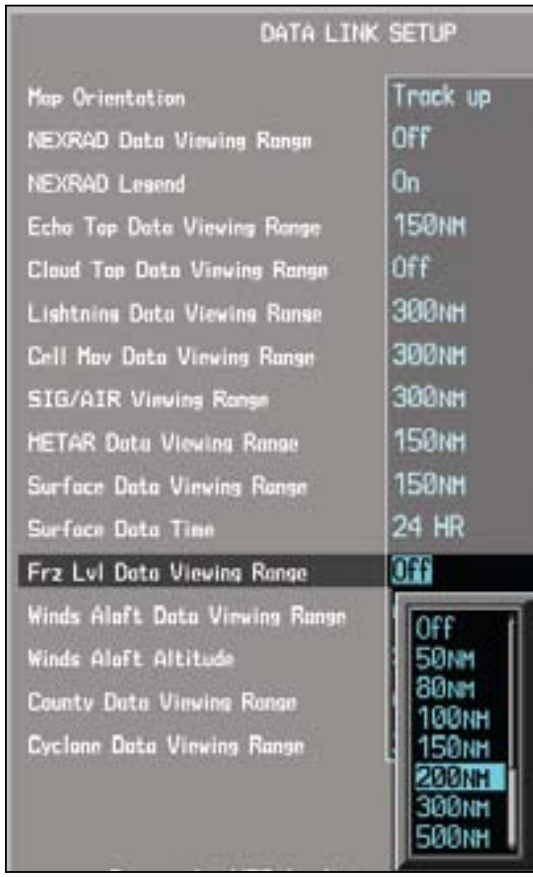 DATA LINK SETUP
Map Orientation Track up
NEXRAD Data Viewing Range Off
NEXRAD Legend On
Echo Top Data Viewing Range 150NM
Cloud Top Data Viewing Range Off
Lightning Data Viewing Range 300NM
Cell Mov Data Viewing Range 300NM
SIG/AIR Viewing Range 300NM
METAR Data Viewing Range 150NM
Surface Data Viewing Range 150NM
Surface Data Time 24 HR
Frz Lvl Data Viewing Range Off
Winds Aloft Data Viewing Range
Winds Aloft Altitude
County Data Viewing Range
Cyclone Data Viewing Range
Off
50NM
80NM
100NM
150NM
200NM
300NM
500NM